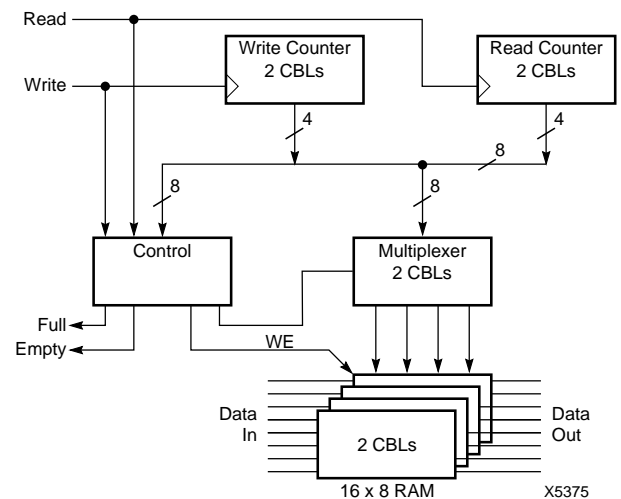 Read
Write Counter
2 CBLs
Read Counter
2 CBLs
Write
4
4
8
8
8
Control
Multiplexer
2 CBLs
Full
Empty
WE
Data
In
Data
Out
2 CBLs
16 x 8 RAM
X5375